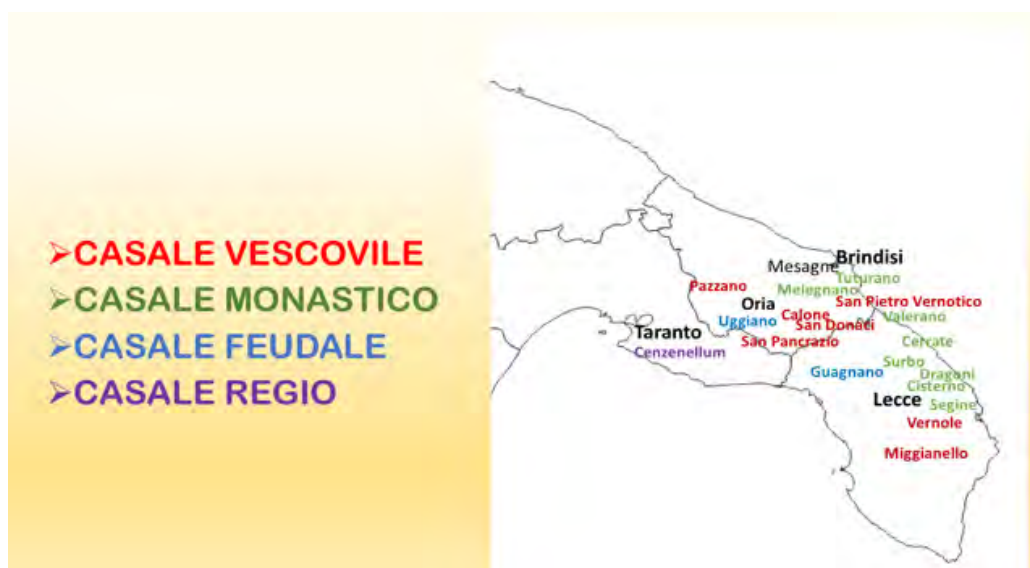 ➢CASALE VESCOVILE
➢CASALE MONASTICO
➢CASALE FEUDALE
➢CASALE REGIO
Brindisi
Mesagne
Tuturano
Pazzano
Melegnano
Oria
San Pietro Vernotico
Uggiano
Calone
Valerano
San Donaci
Taranto
San Pancrazio
Cercate
Cenzenellum
Surbo
Guagnano
Dragoni
Cisterno
Lecce
Segine
Vernole
Miggianello